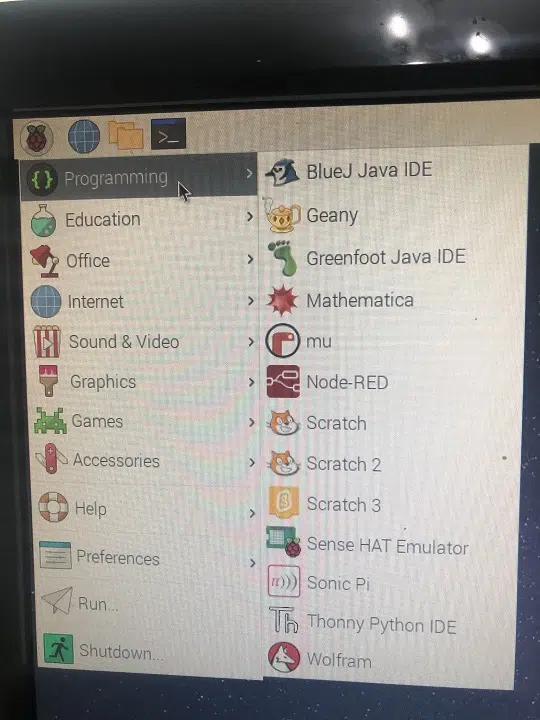 Programming
Education
Office
Internet
Sound & Video
Graphics
Games
Accessories
Help
Preferences
Run...
Shutdown...
BlueJ Java IDE
Geany
Greenfoot Java IDE
Mathematica
mu
Node-RED
Scratch
Scratch 2
Scratch 3
Sense HAT Emulator
Sonic Pi
Thonny Python IDE
Wolfram